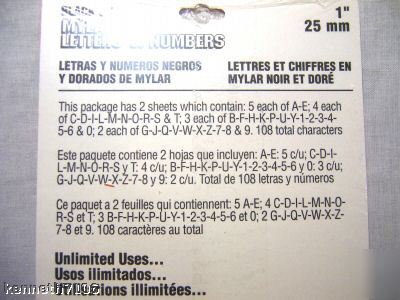 1"
25 mm
LETTERS & NUMBERS
LETRAS Y NUMEROS NEGROS
Y DORADOS DE MYLAR
LETTRES ET CHIFFRES EN
MYLAR NOIR ET DORÉ
This package has 2 sheets which contain: 5 each of A-E; 4 each
of C-D-I-L-M-N-O-R-S & T; 3 each of B-F-H-K-P-U-Y-1-2-3-4-
5-6 & 0; 2 each of G-J-Q-V-W-X-Z-7-8 & 9. 108 total characters
Este paquete contiene 2 hojas que incluyen: A-E: 5 c/u; C-D-I-
L-M-N-O-R-S y T: 4 c/u; B-F-H-K-P-U-Y-1-2-3-4-5-6 y 0: 3 c/u;
G-J-Q-V-W-X-Z-7-8 y 9: 2 c/u. Total de 108 letras y números
Ce paquet a 2 feuilles qui contiennent: 5 A-E; 4 C-D-I-L-M-N-O-
R-S et T; 3 B-F-H-K-P-U-Y-1-2-3-4-5-6 et 0; 2 G-J-Q-V-W-X-Z-
7-8-9. 108 caractères au total
Unlimited Uses...
Usos ilimitados...
Utilisations illimitées...
kheath7106